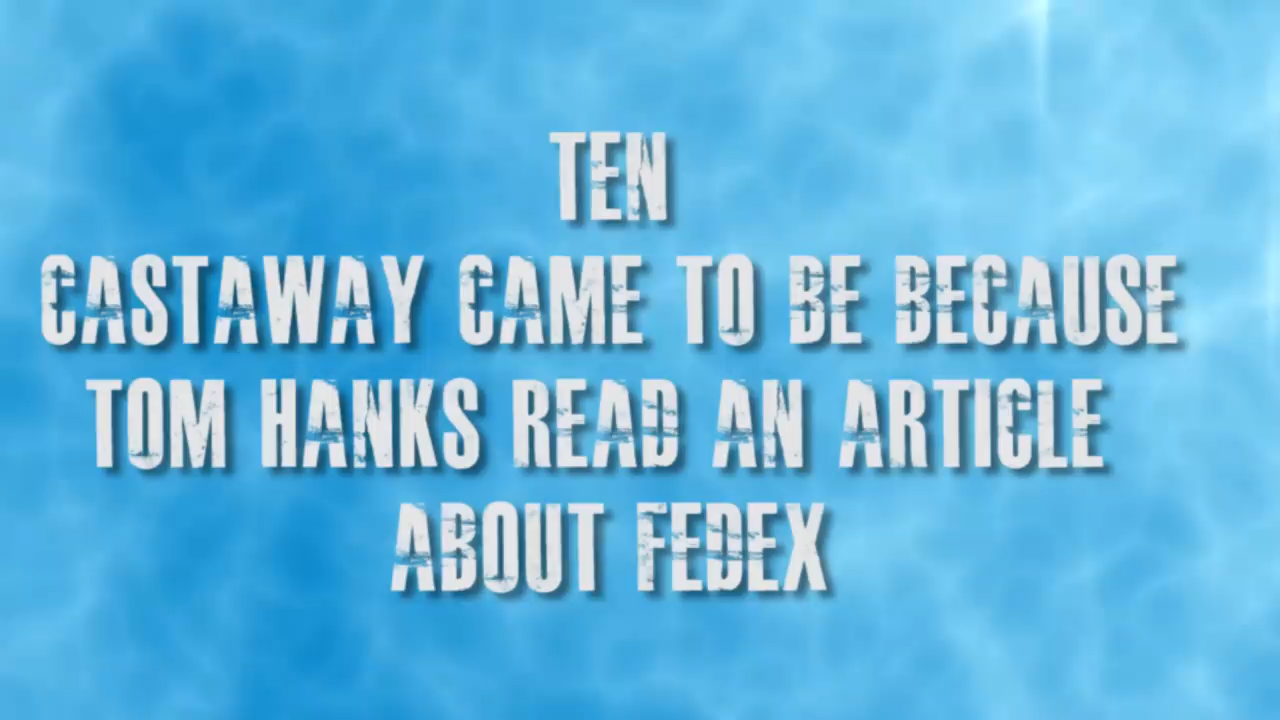 TEN
CASTAWAY CAME TO BE BECAUSE
TOM HANKS READ AN ARTICLE
ABOUT FEDEX